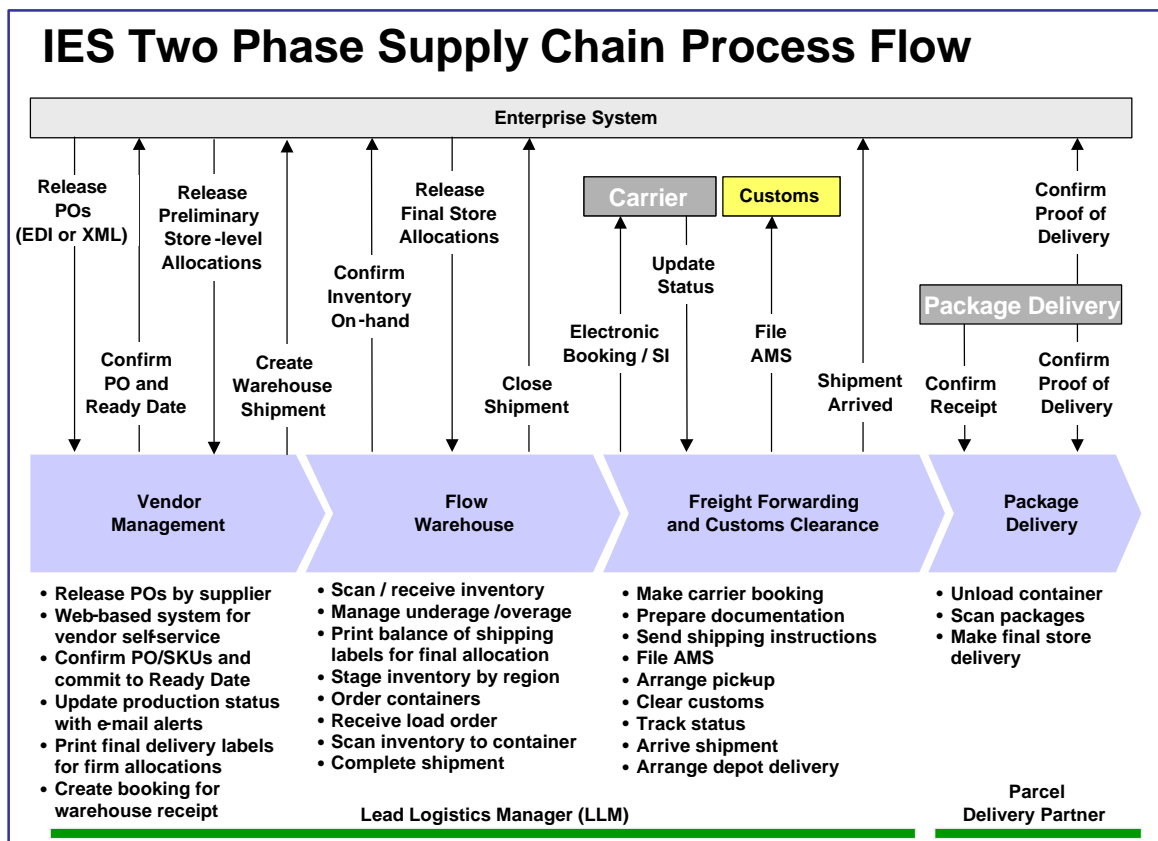 IES Two Phase Supply Chain Process Flow
Enterprise System
Release
POs
(EDI or XML)
Confirm
PO and
Ready Date
Release
Preliminary
Store-level
Allocations
Create
Warehouse
Shipment
Confirm
Inventory
On-hand
Release
Final Store
Allocations
Close
Shipment
Carrier
Electronic
Booking / SI
Update
Status
Customs
File
AMS
Shipment
Arrived
Confirm
Proof of
Delivery
Package Delivery
Confirm
Receipt
Confirm
Proof of
Delivery
Vendor
Management
Flow
Warehouse
Freight Forwarding
and Customs Clearance
Package
Delivery
• Release POs by supplier
• Web-based system for
vendor self-service
• Confirm PO/SKUs and
commit to Ready Date
• Update production status
with e-mail alerts
• Print final delivery labels
for firm allocations
• Create booking for
warehouse receipt
• Scan / receive inventory
• Manage underage /overage
• Print balance of shipping
labels for final allocation
• Stage inventory by region
• Order containers
• Receive load order
• Scan inventory to container
• Complete shipment
• Make carrier booking
• Prepare documentation
• Send shipping instructions
• File AMS
• Arrange pick-up
• Clear customs
• Track status
• Arrive shipment
• Arrange depot delivery
• Unload container
• Scan packages
• Make final store
delivery
Lead Logistics Manager (LLM)
Parcel
Delivery Partner